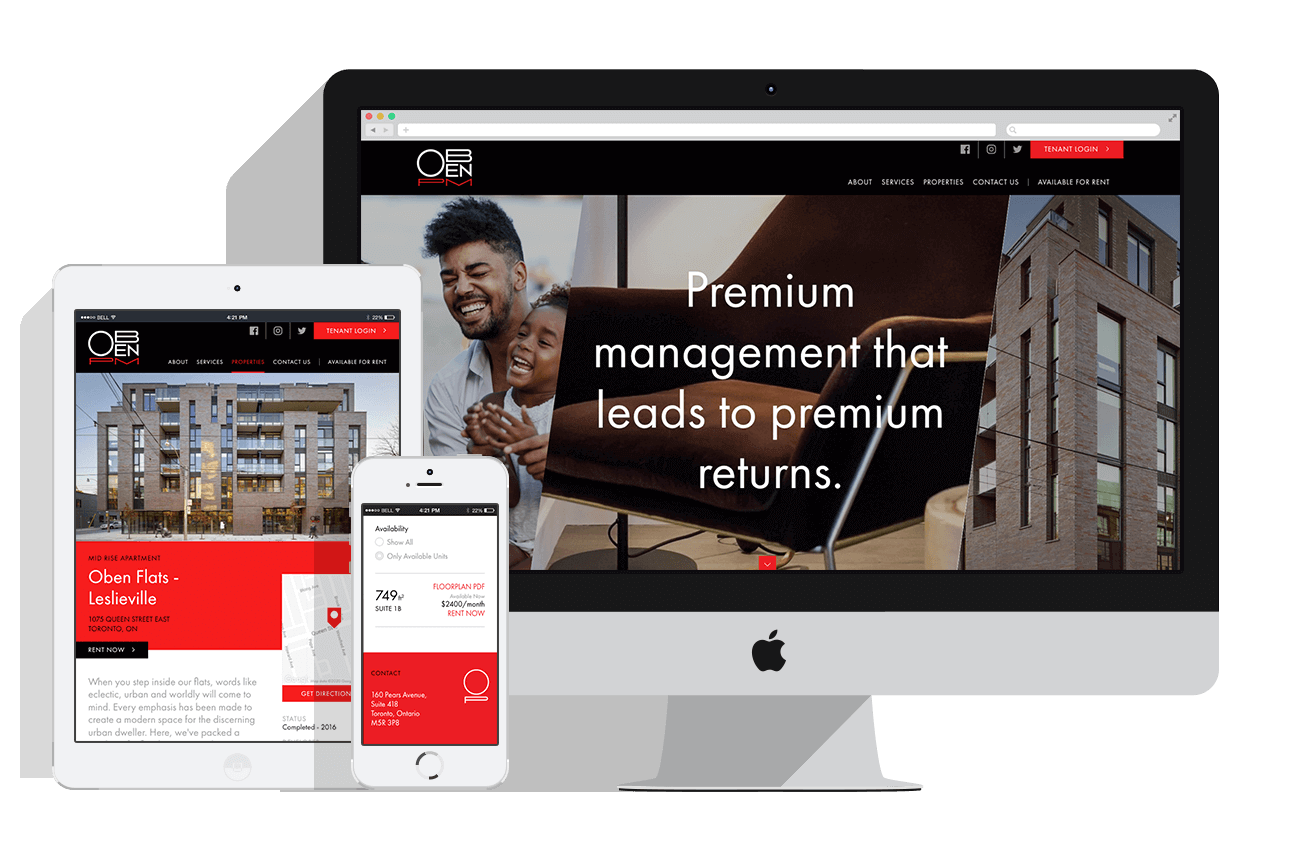 OBEN
PM
TENANT LOGIN >
ABOUT SERVICES PROPERTIES CONTACT US | AVAILABLE FOR RENT
Premium
management that
leads to premium
returns.
BELL 4:21 PM 22%
OBEN
PM
TENANT LOGIN >
ABOUT SERVICES PROPERTIES CONTACT US | AVAILABLE FOR RENT
MID RISE APARTMENT
Oben Flats -
Leslieville
1075 QUEEN STREET EAST
TORONTO, ON
RENT NOW >
GET DIRECTION
When you step inside our flats, words like
eclectic, urban and worldly will come to
mind. Every emphasis has been made to
create a modern space for the discerning
urban dweller. Here, we've packed a
STATUS
Completed - 2016
BELL 4:21 PM 22%
Availability
Show All
Only Available Units
749ft²
SUITE 1B
FLOORPLAN PDF
Available Now
$2400/month
RENT NOW
CONTACT
160 Pears Avenue,
Suite 418
Toronto, Ontario
M5R 3P8
OP